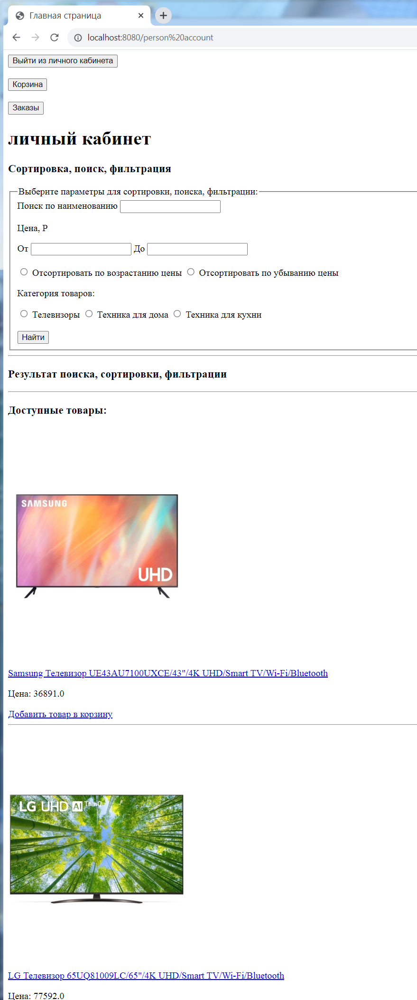 Главная страница
localhost:8080/person%20account
Выйти из личного кабинета
Корзина
Заказы
личный кабинет
Сортировка, поиск, фильтрация
Выберите параметры для сортировки, поиска, фильтрации:
Поиск по наименованию
Цена, Р
От До
Отсортировать по возрастанию цены Отсортировать по убыванию цены
Категория товаров:
Телевизоры Техника для дома Техника для кухни
Найти
Результат поиска, сортировки, фильтрации
Доступные товары:
SAMSUNG
UHD
Samsung Телевизор UE43AU7100UXCE/43"/4K UHD/Smart TV/Wi-Fi/Bluetooth
Цена: 36891.0
Добавить товар в корзину
LG UHD AI ThinQ
LG Телевизор 65UQ81009LC/65"/4K UHD/Smart TV/Wi-Fi/Bluetooth
Цена: 77592.0